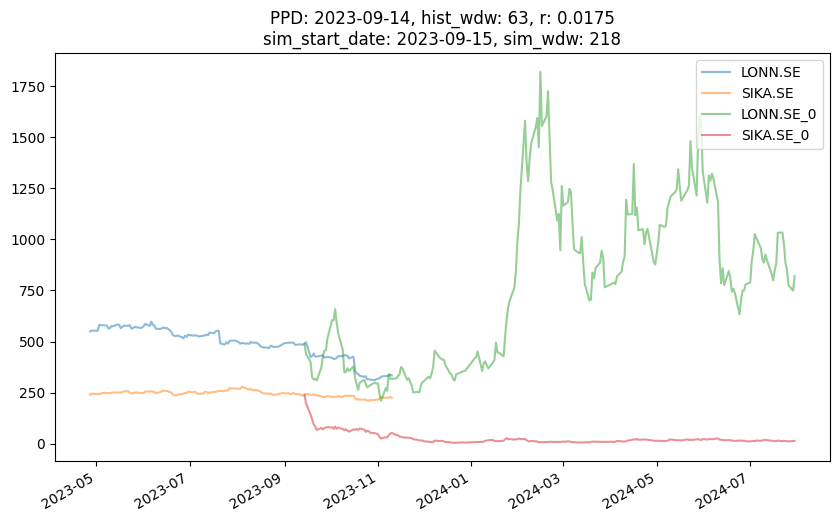 PPD: 2023-09-14, hist_wdw: 63, r: 0.0175
sim_start_date: 2023-09-15, sim_wdw: 218
LONN.SE
SIKA.SE
LONN.SE_0
SIKA.SE_0
1750
1500
1250
1000
750
500
250
0
2023-05
2023-07
2023-09
2023-11
2024-01
2024-03
2024-05
2024-07